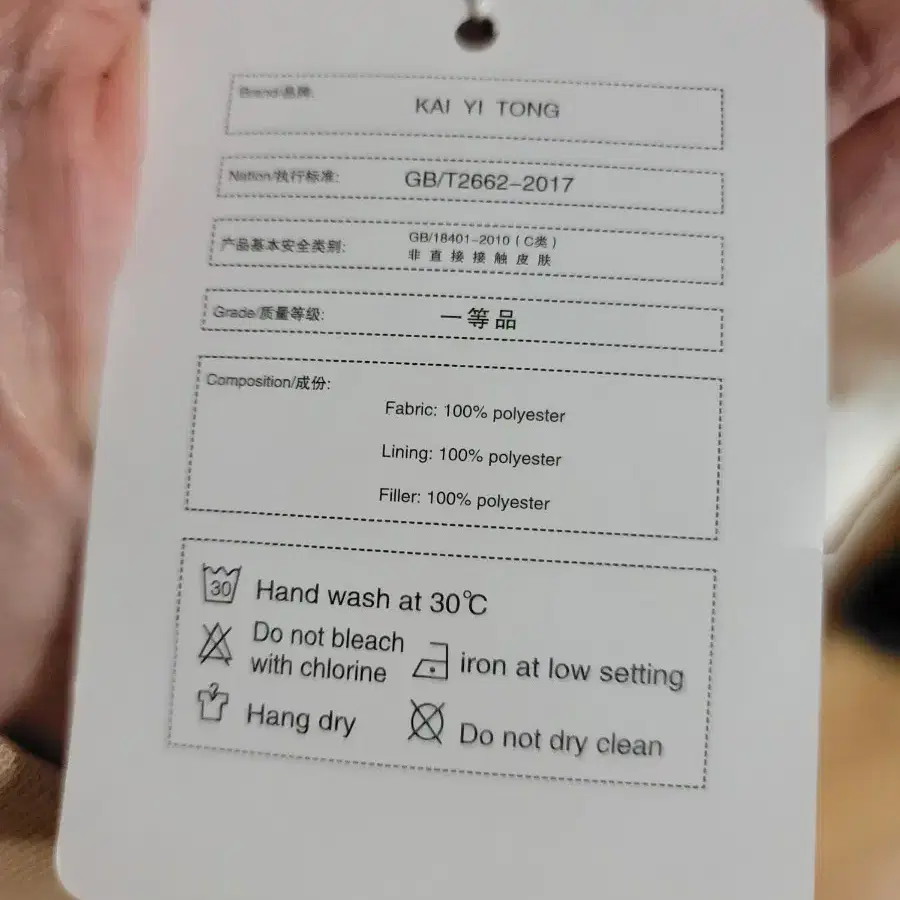 Brand/品牌:
KAI YI TONG
Nation/执行标准:
GB/T2662-2017
产品基本安全类别:
GB/18401-2010 ( C类 )
非直接接触皮肤
Grade/质量等级:
一等品
Composition/成份:
Fabric: 100% polyester
Lining: 100% polyester
Filler: 100% polyester
30
Hand wash at 30℃
Do not bleach
with chlorine
iron at low setting
Hang dry
Do not dry clean